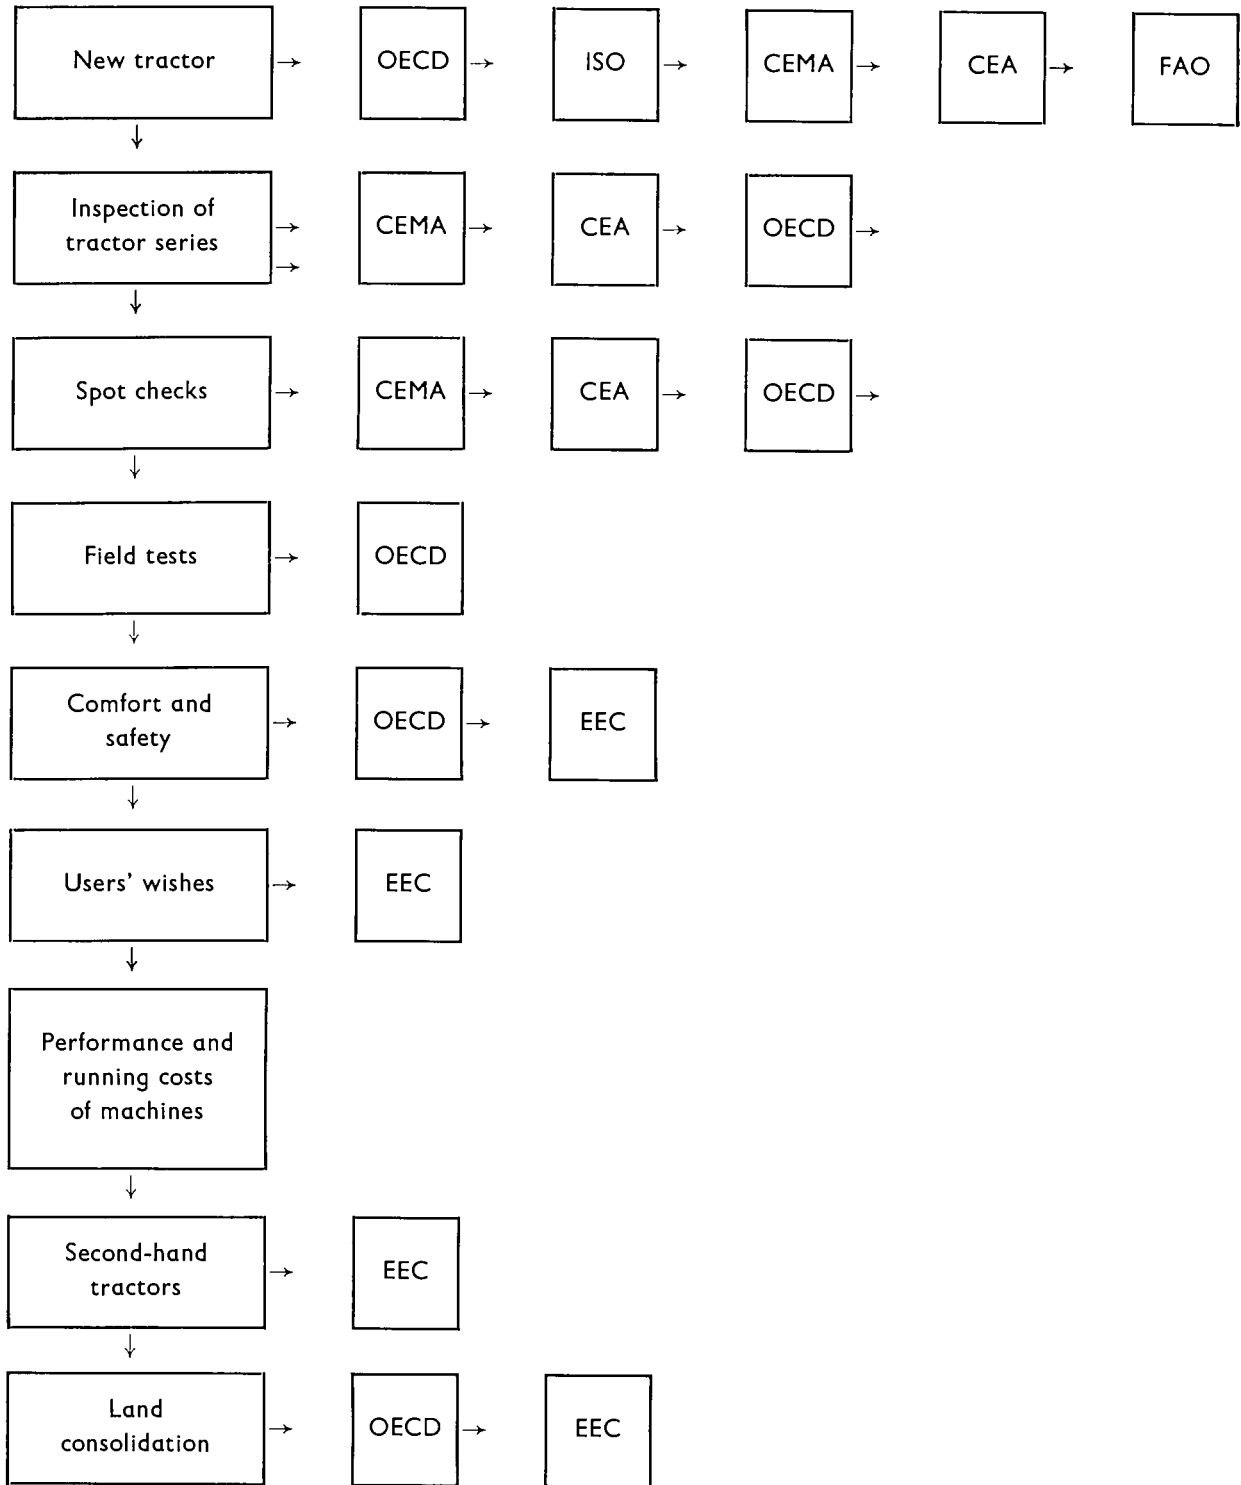 New tractor → OECD → ISO → CEMA → CEA → FAO
↓
Inspection of
tractor series → → CEMA → CEA → OECD →
↓
Spot checks → CEMA → CEA → OECD →
↓
Field tests → OECD
↓
Comfort and
safety → OECD → EEC
↓
Users' wishes → EEC
↓
Performance and
running costs
of machines
↓
Second-hand
tractors → EEC
↓
Land
consolidation → OECD → EEC